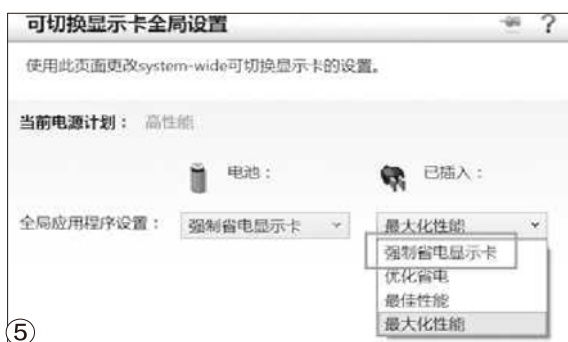 可切换显示卡全局设置 ?
使用此页面更改system-wide可切换显示卡的设置。
当前电源计划： 高性能
电池： 已插入：
全局应用程序设置： 强制省电显示卡 最大化性能
强制省电显示卡
优化省电
最佳性能
最大化性能
⑤